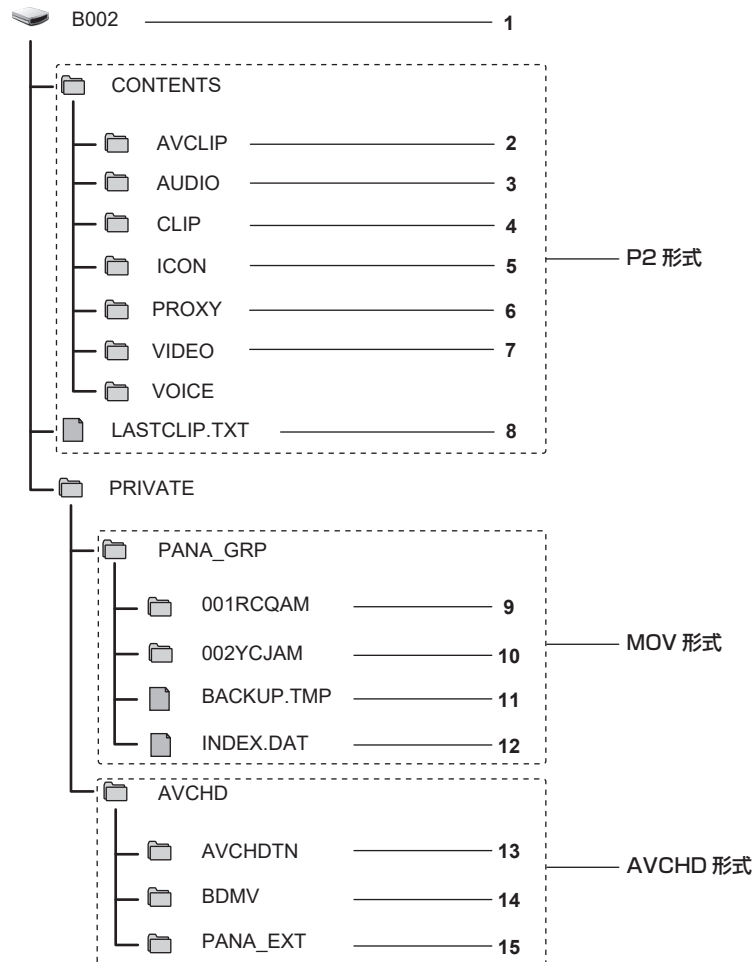 B002 1
CONTENTS
AVCLIP 2
AUDIO 3
CLIP 4
ICON 5
P2 形式
PROXY 6
VIDEO 7
VOICE
LASTCLIP.TXT 8
PRIVATE
PANA_GRP
001RCQAM 9
MOV 形式
002YCJAM 10
BACKUP.TMP 11
INDEX.DAT 12
AVCHD
AVCHDTN 13
AVCHD 形式
BDMV 14
PANA_EXT 15